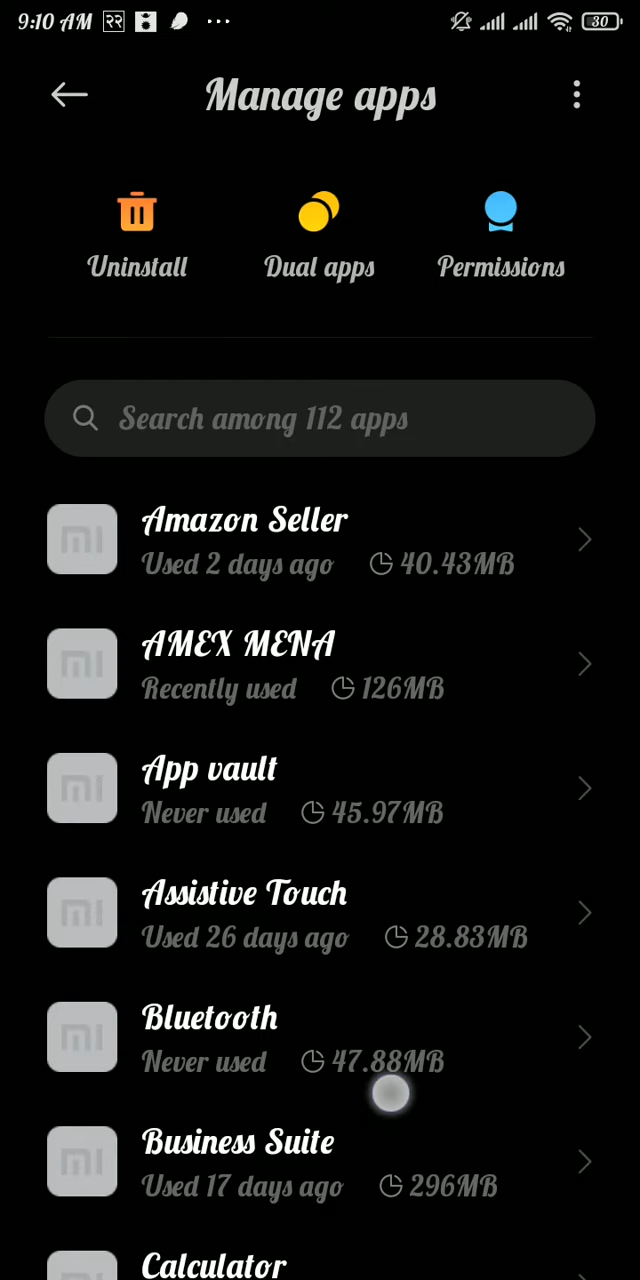 9:10 AM २२ ... 30
Manage apps
Uninstall Dual apps Permissions
Search among 112 apps
Amazon Seller
Used 2 days ago 40.43MB
AMEX MENA
Recently used 126MB
App vault
Never used 45.97MB
Assistive Touch
Used 26 days ago 28.83MB
Bluetooth
Never used 47.88MB
Business Suite
Used 17 days ago 296MB
Calculator